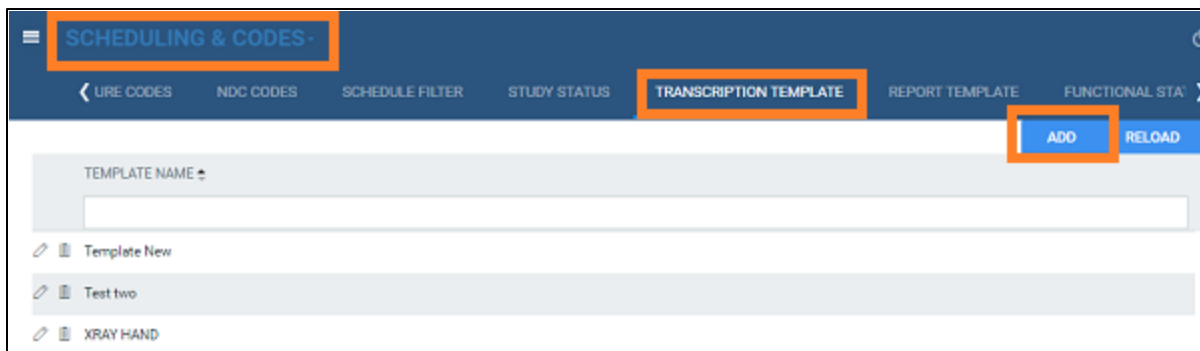 SCHEDULING & CODES
URE CODES NDC CODES SCHEDULE FILTER STUDY STATUS TRANSCRIPTION TEMPLATE REPORT TEMPLATE FUNCTIONAL STAT
ADD RELOAD
TEMPLATE NAME
Template New
Test two
XRAY HAND